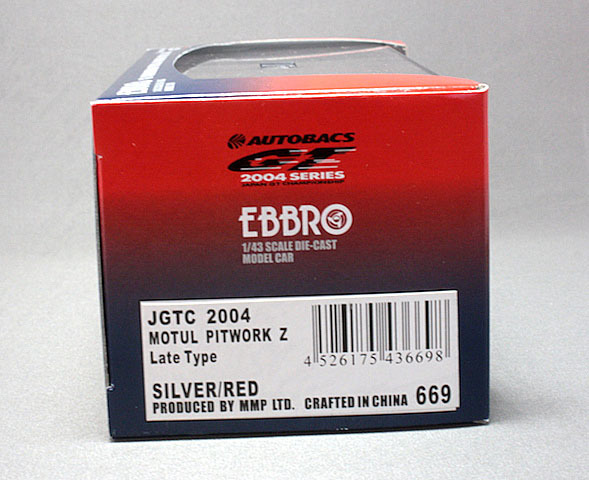 AUTOBACS
GT
2004 SERIES
JAPAN GT CHAMPIONSHIP
EBBRO
1/43 SCALE DIE-CAST
MODEL CAR
JGTC 2004
MOTUL PITWORK Z
Late Type
4 526175 436698
SILVER/RED
PRODUCED BY MMP LTD. CRAFTED IN CHINA 669